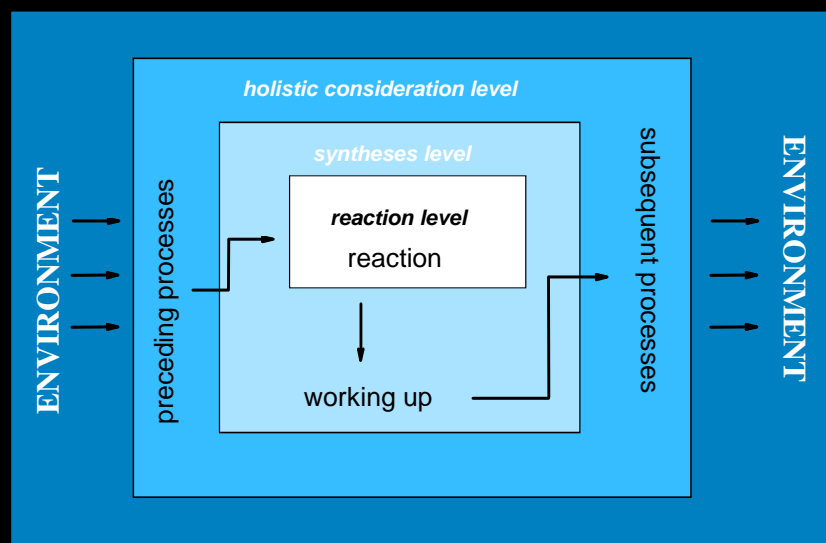 holistic consideration level
syntheses level
reaction level
reaction
working up
ENVIRONMENT
preceding processes
subsequent processes
ENVIRONMENT